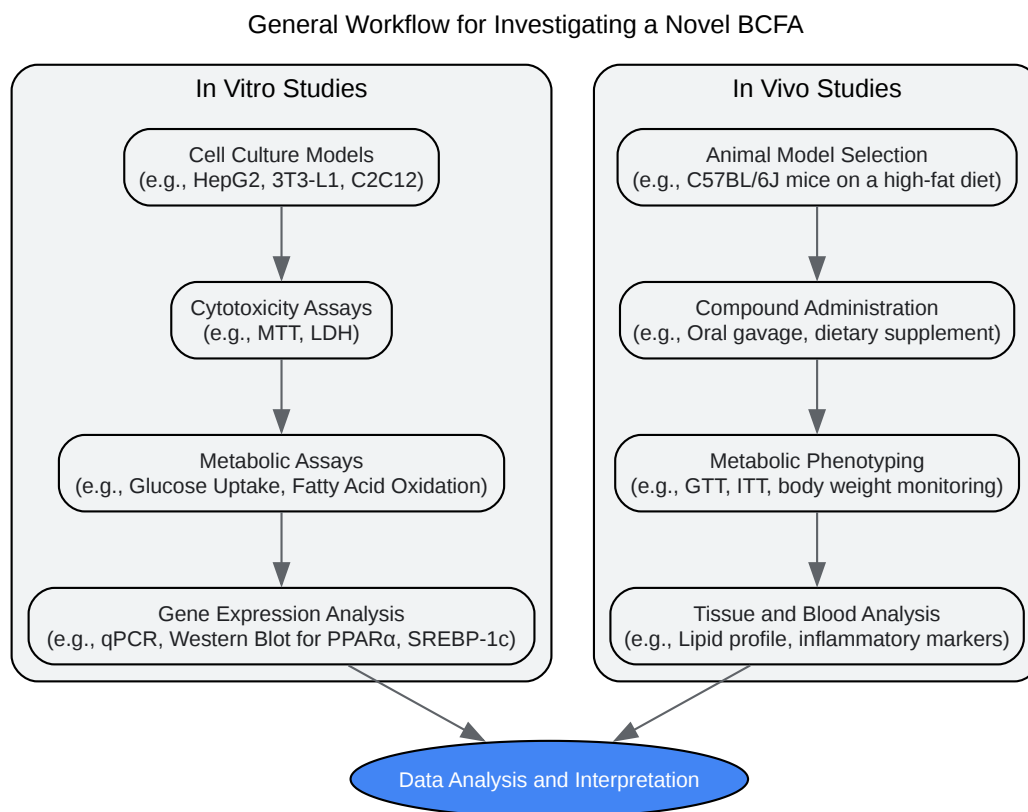 General Workflow for Investigating a Novel BCFA
In Vitro Studies
Cell Culture Models
(e.g., HepG2, 3T3-L1, C2C12)
Cytotoxicity Assays
(e.g., MTT, LDH)
Metabolic Assays
(e.g., Glucose Uptake, Fatty Acid Oxidation)
Gene Expression Analysis
(e.g., qPCR, Western Blot for PPARα, SREBP-1c)
In Vivo Studies
Animal Model Selection
(e.g., C57BL/6J mice on a high-fat diet)
Compound Administration
(e.g., Oral gavage, dietary supplement)
Metabolic Phenotyping
(e.g., GTT, ITT, body weight monitoring)
Tissue and Blood Analysis
(e.g., Lipid profile, inflammatory markers)
Data Analysis and Interpretation